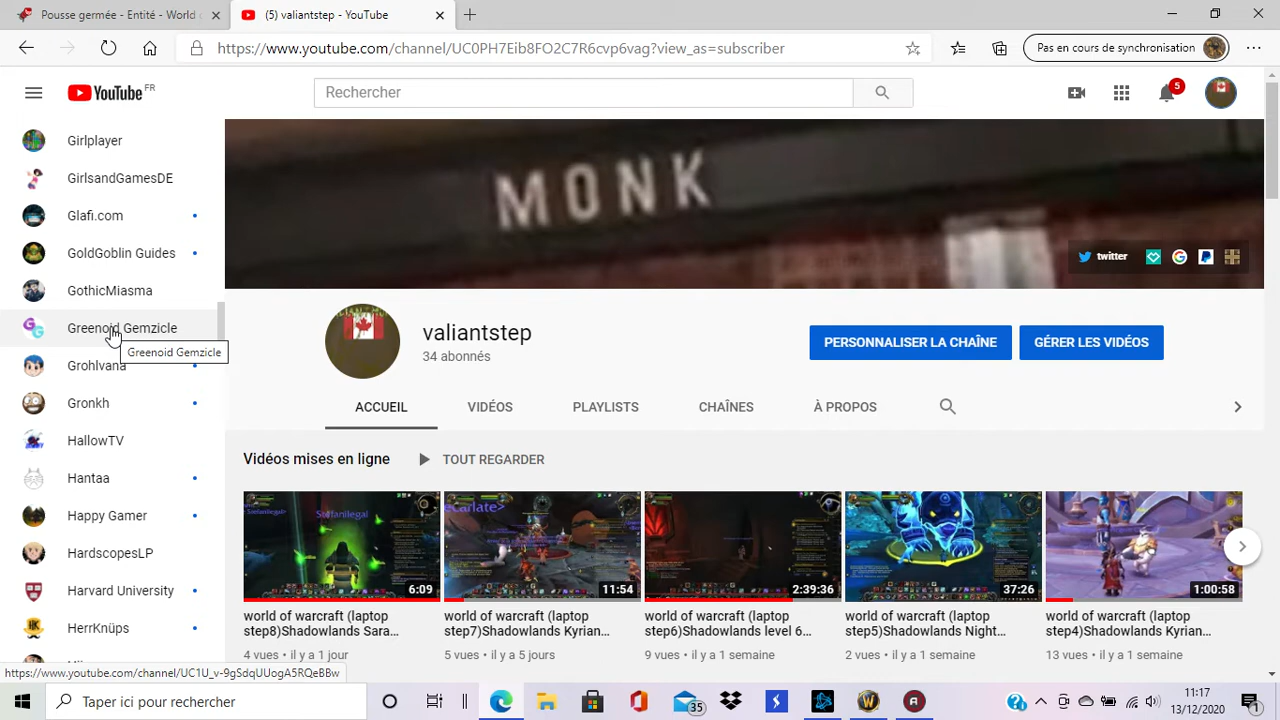 Pousse mignonne - Entité - World
(5) valiantstep - YouTube
https://www.youtube.com/channel/UC0PH7Eib8FO2C7R6cvp6vag?view_as=subscriber
Pas en cours de synchronisation
YouTube FR
Rechercher
5
Girlplayer
GirlsandGamesDE
Glafi.com
GoldGoblin Guides
GothicMiasma
Greenoid Gemzicle
Greenoid Gemzicle
Grohlvana
Gronkh
HallowTV
Hantaa
Happy Gamer
HardscopesLP
Harvard University
HerrKnüps
MONK
twitter
valiantstep
34 abonnés
PERSONNALISER LA CHAÎNE
GÉRER LES VIDÉOS
ACCUEIL
VIDÉOS
PLAYLISTS
CHAÎNES
À PROPOS
Vidéos mises en ligne
TOUT REGARDER
Stefanilegal
6:09
11:54
2:39:36
37:26
1:00:58
world of warcraft (laptop
step8)Shadowlands Sara...
4 vues • il y a 1 jour
world of warcraft (laptop
step7)Shadowlands Kyrian...
5 vues • il y a 5 jours
world of warcraft (laptop
step6)Shadowlands level 6...
9 vues • il y a 1 semaine
world of warcraft (laptop
step5)Shadowlands Night...
2 vues • il y a 1 semaine
world of warcraft (laptop
step4)Shadowlands Kyrian...
13 vues • il y a 1 semaine
https://www.youtube.com/channel/UC1U_v-9gSdqUUogA5RQeBBw
Taper ici pour rechercher
35
11:17
13/12/2020
1